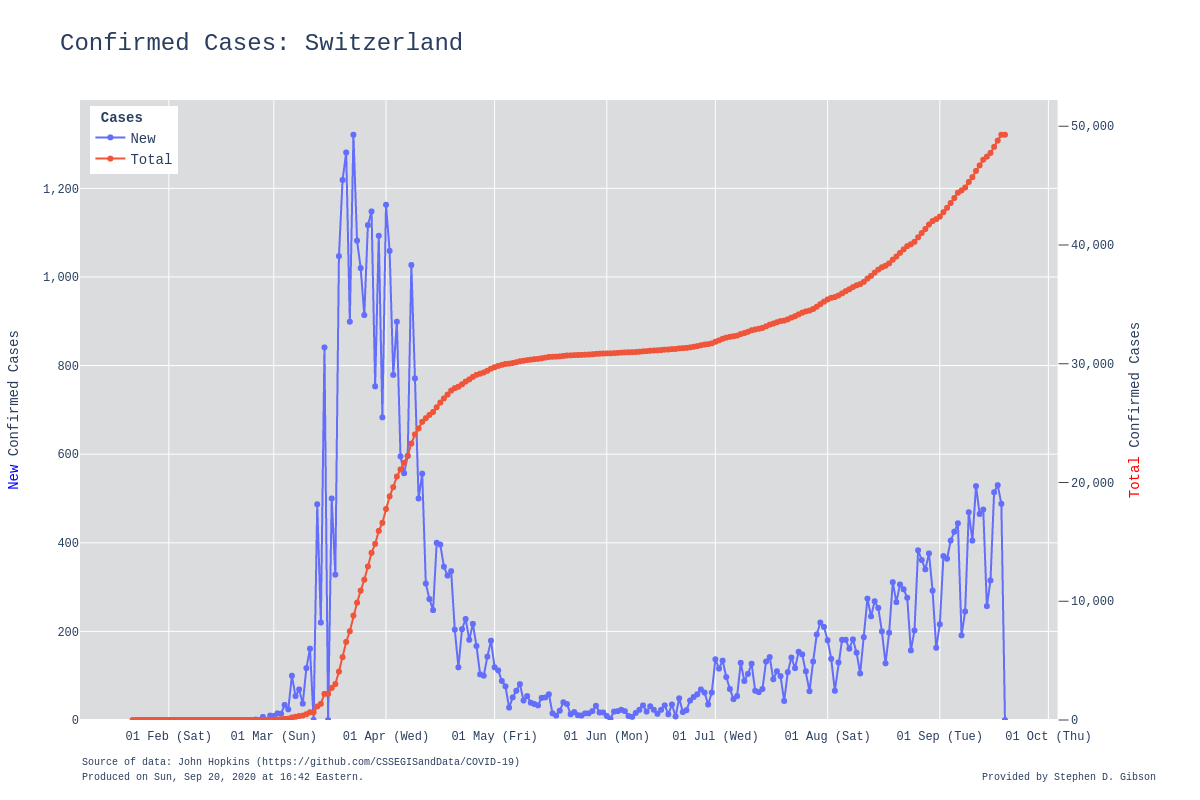 Confirmed Cases: Switzerland
Cases
New
Total
1,200
1,000
800
600
400
200
0
50,000
40,000
30,000
20,000
10,000
0
New Confirmed Cases
Total Confirmed Cases
01 Feb (Sat) 01 Mar (Sun) 01 Apr (Wed) 01 May (Fri) 01 Jun (Mon) 01 Jul (Wed) 01 Aug (Sat) 01 Sep (Tue) 01 Oct (Thu)
Source of data: John Hopkins (https://github.com/CSSEGISandData/COVID-19)
Produced on Sun, Sep 20, 2020 at 16:42 Eastern.
Provided by Stephen D. Gibson